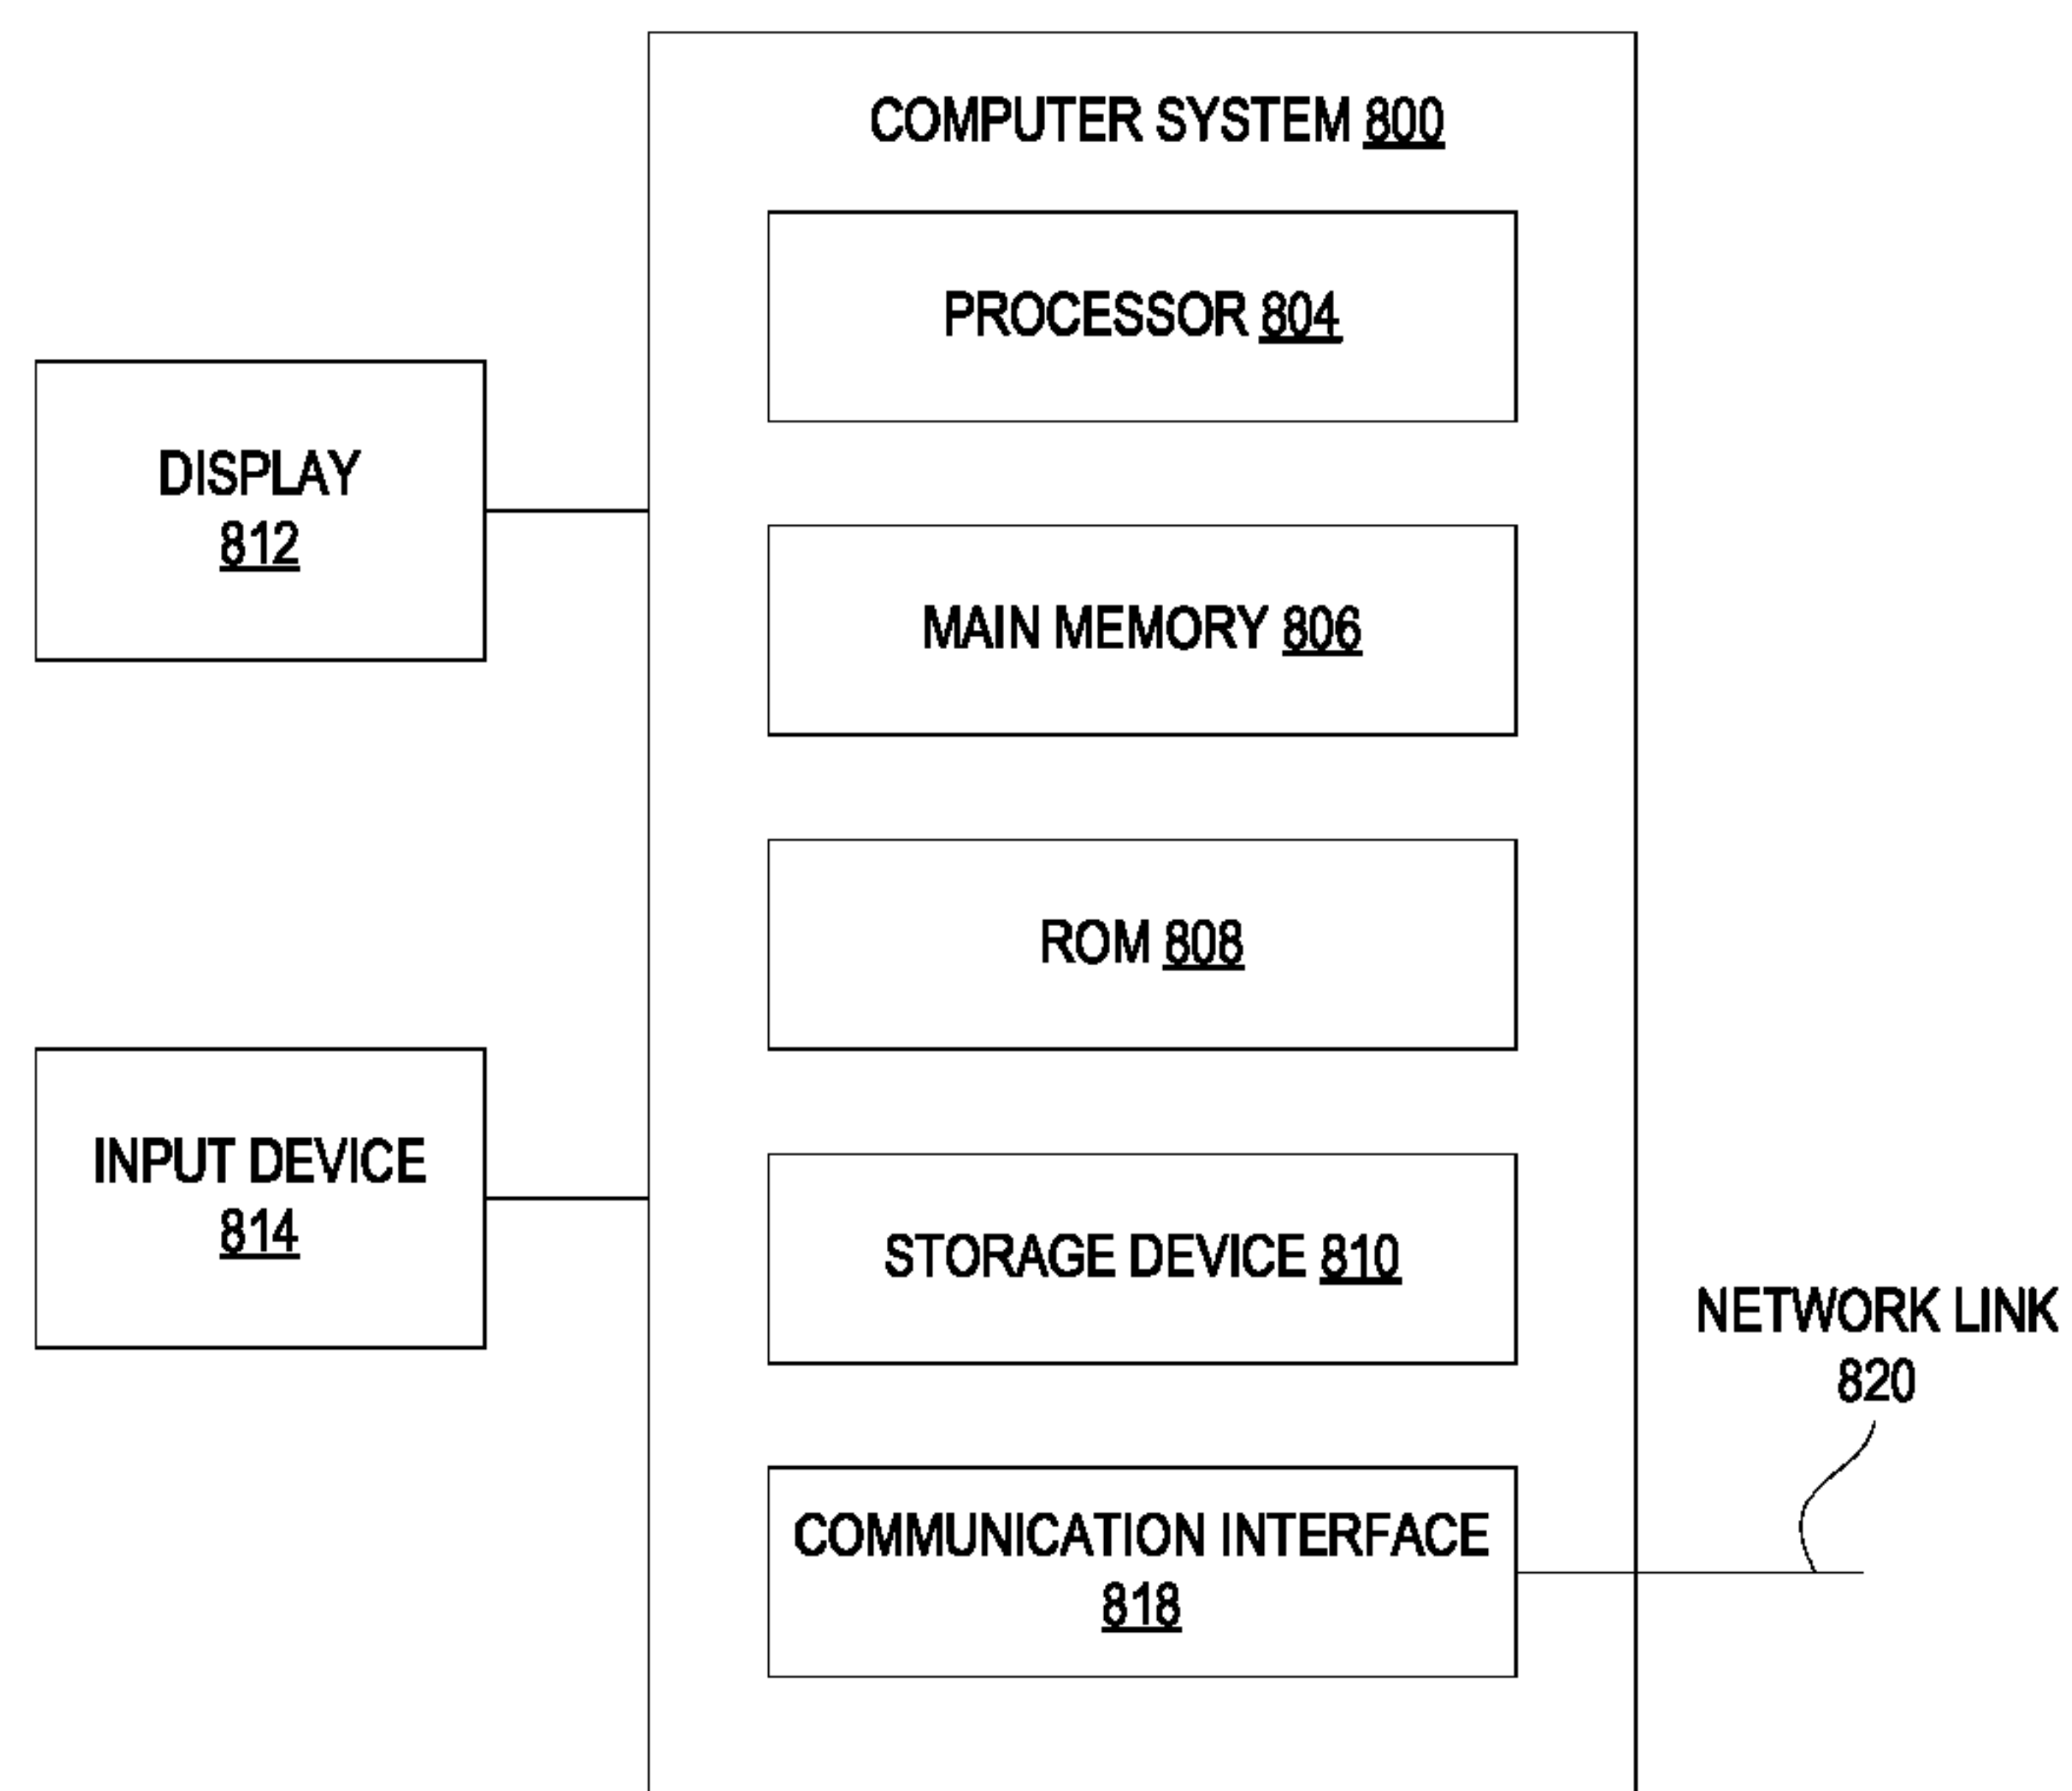 COMPUTER SYSTEM 800
PROCESSOR 804
DISPLAY
812
MAIN MEMORY 806
ROM 808
INPUT DEVICE
814
STORAGE DEVICE 810
NETWORK LINK
820
COMMUNICATION INTERFACE
818